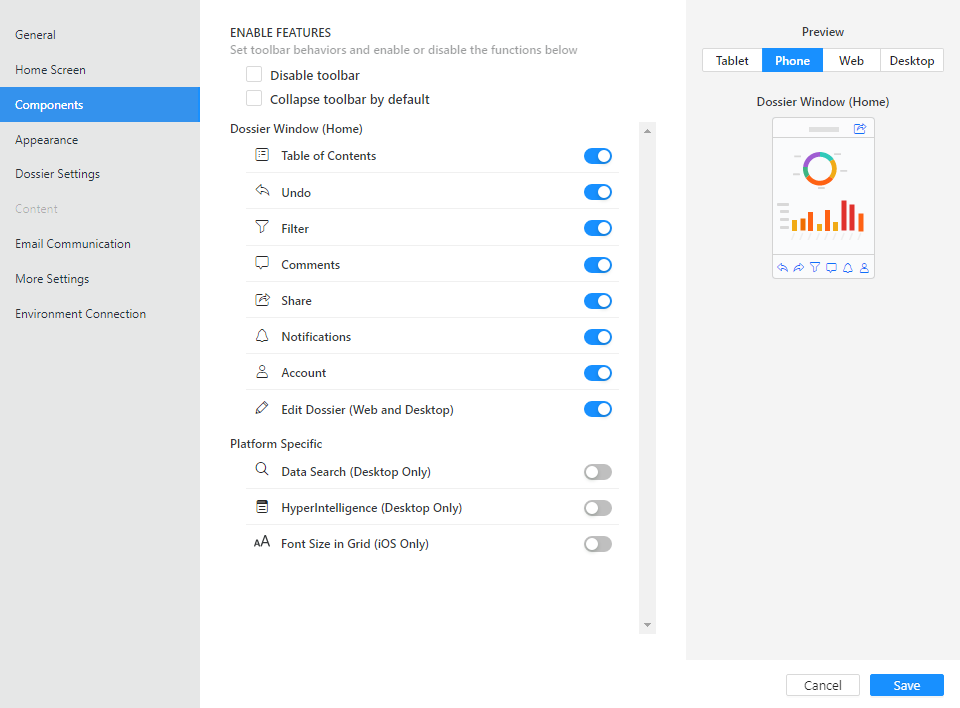 General
Home Screen
Components
Appearance
Dossier Settings
Content
Email Communication
More Settings
Environment Connection
ENABLE FEATURES
Set toolbar behaviors and enable or disable the functions below
Disable toolbar
Collapse toolbar by default
Dossier Window (Home)
Table of Contents
Undo
Filter
Comments
Share
Notifications
Account
Edit Dossier (Web and Desktop)
Platform Specific
Data Search (Desktop Only)
HyperIntelligence (Desktop Only)
AA Font Size in Grid (iOS Only)
Preview
Tablet Phone Web Desktop
Dossier Window (Home)
Cancel Save